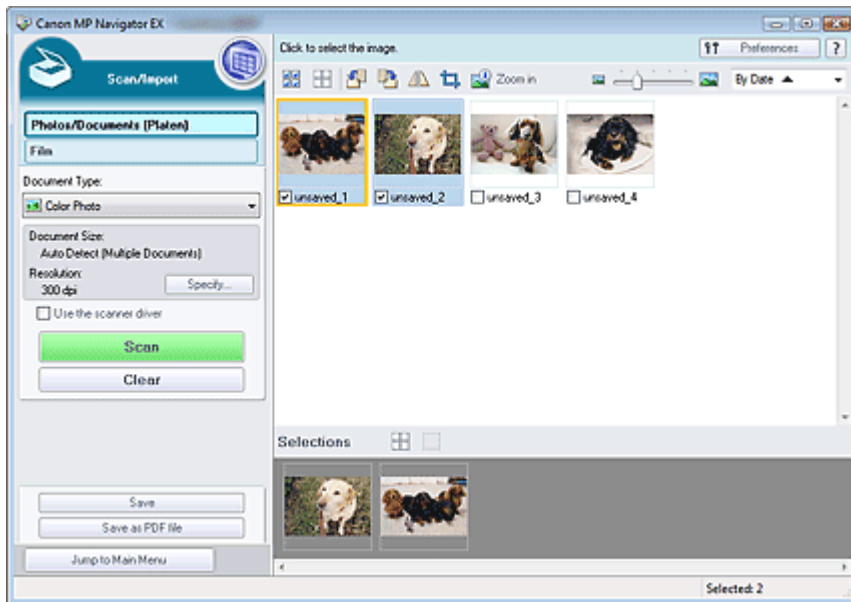 Canon MP Navigator EX
Scan/Import
Photos/Documents (Platen)
Film
Document Type:
Color Photo
Document Size:
Auto Detect (Multiple Documents)
Resolution:
300 dpi
Specify...
Use the scanner driver
Scan
Clear
Save
Save as PDF file
Jump to Main Menu
Click to select the image.
Preferences
?
Zoom in
By Date
unsaved_1
unsaved_2
unsaved_3
unsaved_4
Selections
Selected: 2